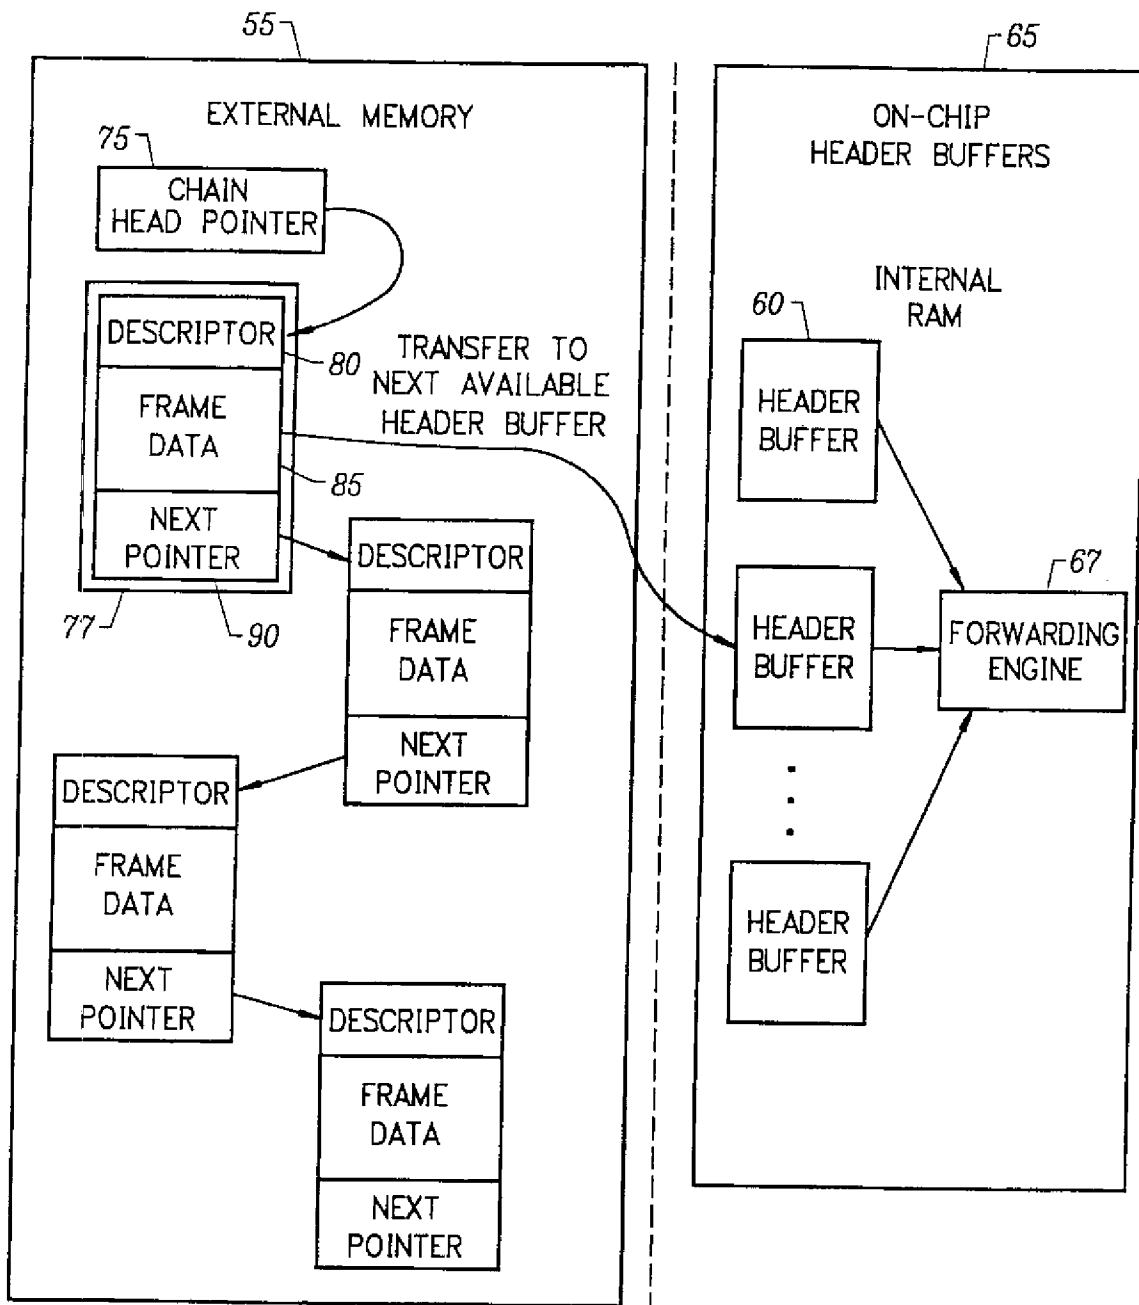 55
65
EXTERNAL MEMORY
75
CHAIN
HEAD POINTER
DESCRIPTOR
80
FRAME
DATA
85
NEXT
POINTER
77
90
TRANSFER TO
NEXT AVAILABLE
HEADER BUFFER
DESCRIPTOR
FRAME
DATA
NEXT
POINTER
DESCRIPTOR
FRAME
DATA
NEXT
POINTER
DESCRIPTOR
FRAME
DATA
NEXT
POINTER
ON-CHIP
HEADER BUFFERS
INTERNAL
RAM
60
HEADER
BUFFER
67
HEADER
BUFFER
FORWARDING
ENGINE
HEADER
BUFFER